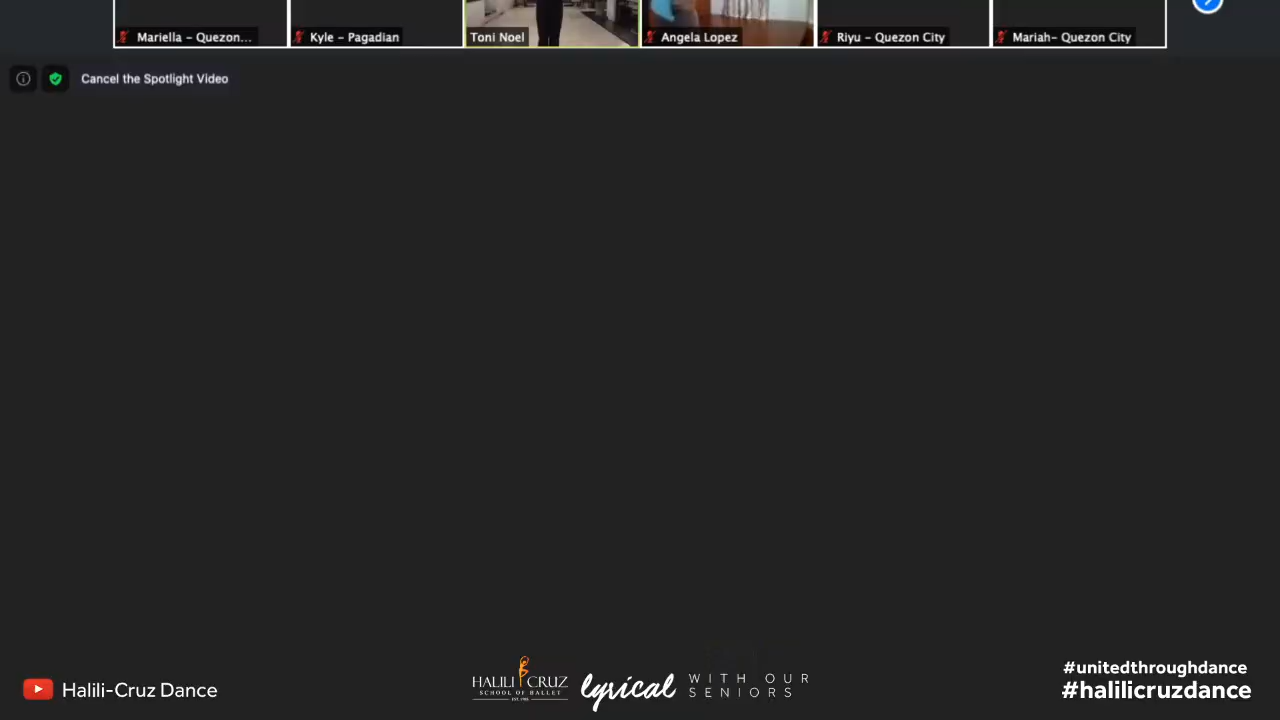 Mariella - Quezon...
Kyle - Pagadian
Toni Noel
Angela Lopez
Riyu - Quezon City
Mariah- Quezon City
Cancel the Spotlight Video
Halili-Cruz Dance
HALILI CRUZ
SCHOOL OF BALLET
lyrical
WITH OUR
SENIORS
#unitedthroughdance
#halilicruzdance